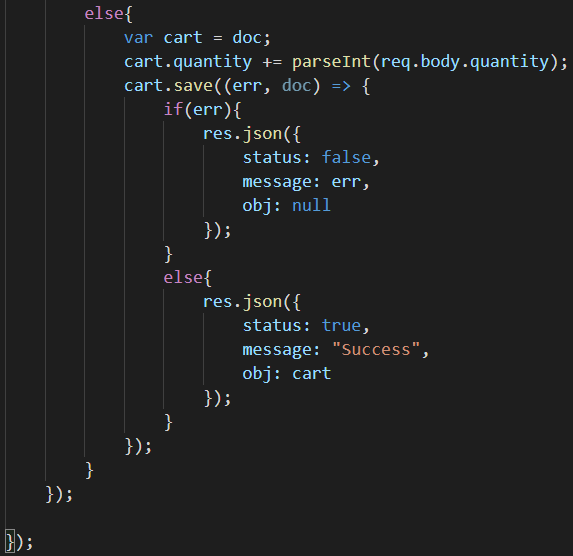 else{
var cart = doc;
cart.quantity += parseInt(req.body.quantity);
cart.save((err, doc) => {
if(err){
res.json({
status: false,
message: err,
obj: null
});
}
else{
res.json({
status: true,
message: "Success",
obj: cart
});
}
});
}
});
});